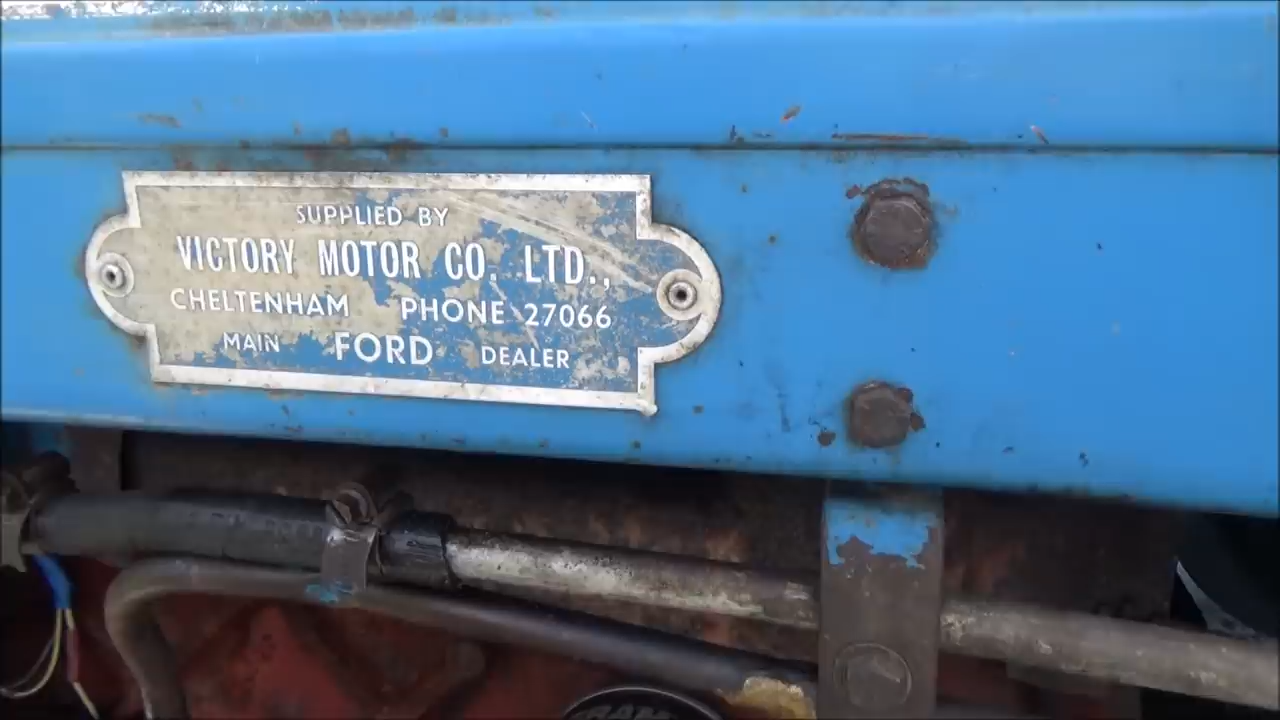 SUPPLIED BY
VICTORY MOTOR CO. LTD.,
CHELTENHAM PHONE 27066
MAIN FORD DEALER